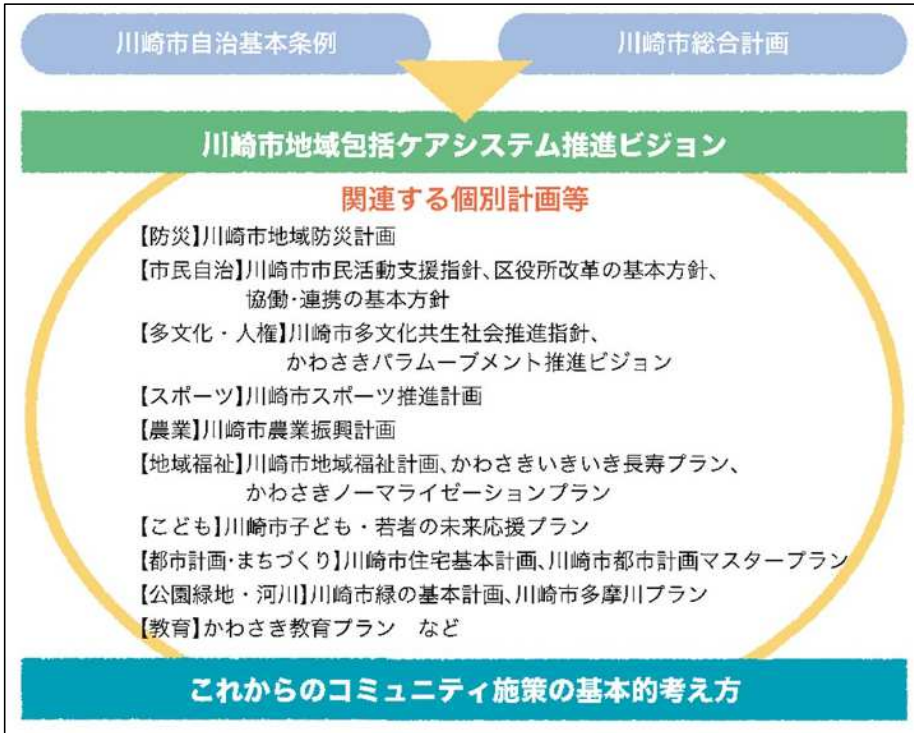 川崎市自治基本条例
川崎市総合計画
川崎市地域包括ケアシステム推進ビジョン
関連する個別計画等
【防災】川崎市地域防災計画
【市民自治】川崎市市民活動支援指針、区役所改革の基本方針、
協働・連携の基本方針
【多文化・人権】川崎市多文化共生社会推進指針、
かわさきパラムーブメント推進ビジョン
【スポーツ】川崎市スポーツ推進計画
【農業】川崎市農業振興計画
【地域福祉】川崎市地域福祉計画、かわさきいきいき長寿プラン、
かわさきノーマライゼーションプラン
【こども】川崎市子ども・若者の未来応援プラン
【都市計画・まちづくり】川崎市住宅基本計画、川崎市都市計画マスタープラン
【公園緑地・河川】川崎市緑の基本計画、川崎市多摩川プラン
【教育】かわさき教育プラン　など
これからのコミュニティ施策の基本的考え方